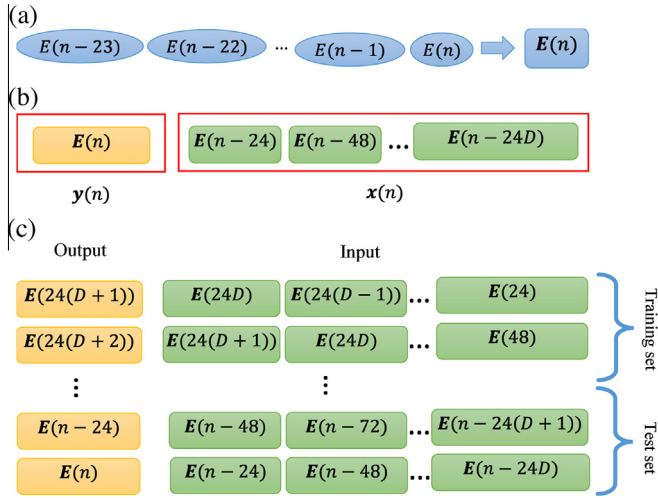 (a)
E(n − 23) E(n − 22) ... E(n − 1) E(n) E(n)
(b)
E(n) E(n − 24) E(n − 48) ... E(n − 24D)
y(n) x(n)
(c)
Output Input
E(24(D + 1)) E(24D) E(24(D − 1)) ... E(24)
E(24(D + 2)) E(24(D + 1)) E(24D) ... E(48)
Training set
⋮ ⋮
E(n − 24) E(n − 48) E(n − 72) ... E(n − 24(D + 1))
E(n) E(n − 24) E(n − 48) ... E(n − 24D)
Test set